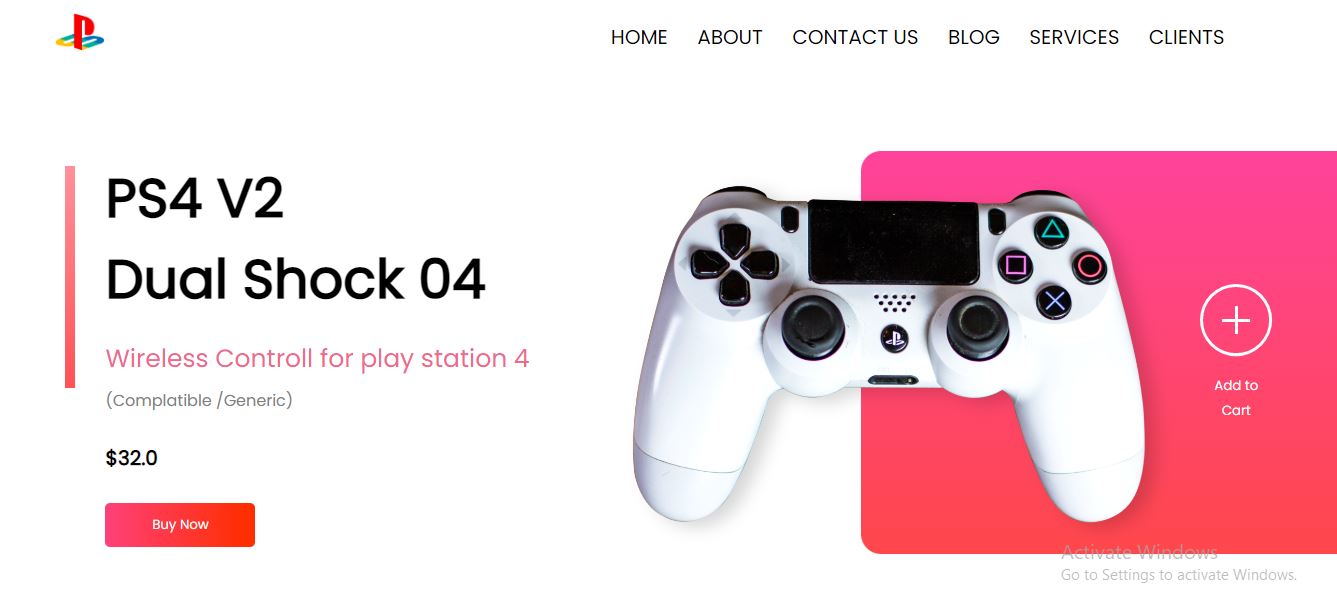 HOME ABOUT CONTACT US BLOG SERVICES CLIENTS
PS4 V2
Dual Shock 04
Wireless Controll for play station 4
(Complatible /Generic)
$32.0
Buy Now
Add to
Cart
Activate Windows
Go to Settings to activate Windows.